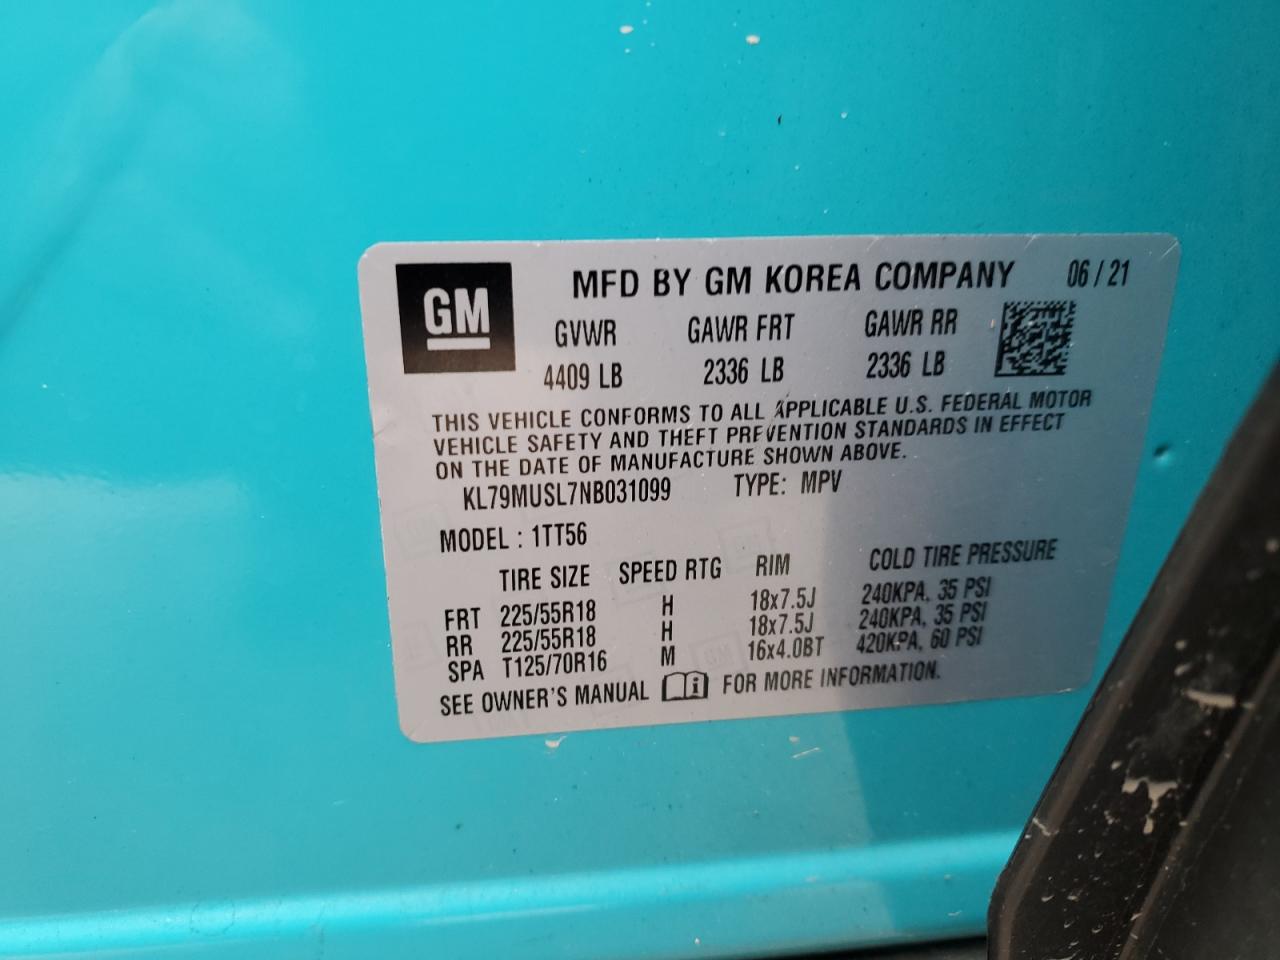 GM
MFD BY GM KOREA COMPANY 06 / 21
GVWR GAWR FRT GAWR RR
4409 LB 2336 LB 2336 LB
THIS VEHICLE CONFORMS TO ALL APPLICABLE U.S. FEDERAL MOTOR
VEHICLE SAFETY AND THEFT PREVENTION STANDARDS IN EFFECT
ON THE DATE OF MANUFACTURE SHOWN ABOVE.
KL79MUSL7NB031099 TYPE: MPV
MODEL : 1TT56
TIRE SIZE SPEED RTG RIM COLD TIRE PRESSURE
FRT 225/55R18 H 18x7.5J 240KPA, 35 PSI
RR 225/55R18 H 18x7.5J 240KPA, 35 PSI
SPA T125/70R16 M 16x4.0BT 420KPA, 60 PSI
SEE OWNER'S MANUAL i FOR MORE INFORMATION.